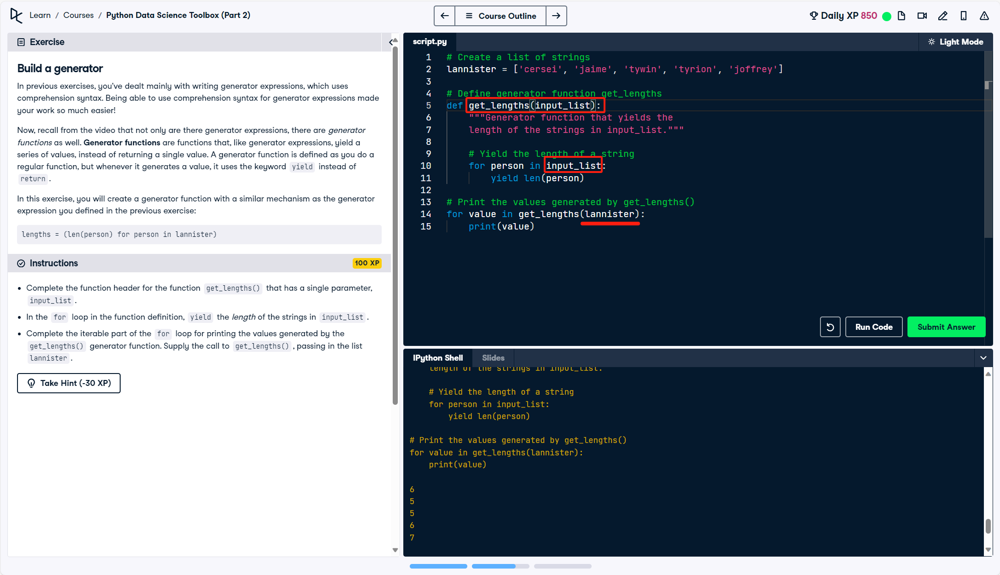 Learn / Courses / Python Data Science Toolbox (Part 2)
Course Outline
Daily XP 850
Exercise
Build a generator
In previous exercises, you've dealt mainly with writing generator expressions, which uses
comprehension syntax. Being able to use comprehension syntax for generator expressions made
your work so much easier!
Now, recall from the video that not only are there generator expressions, there are generator
functions as well. Generator functions are functions that, like generator expressions, yield a
series of values, instead of returning a single value. A generator function is defined as you do a
regular function, but whenever it generates a value, it uses the keyword yield instead of
return .
In this exercise, you will create a generator function with a similar mechanism as the generator
expression you defined in the previous exercise:
lengths = (len(person) for person in lannister)
Instructions
100 XP
Complete the function header for the function get_lengths() that has a single parameter,
input_list .
In the for loop in the function definition, yield the length of the strings in input_list .
Complete the iterable part of the for loop for printing the values generated by the
get_lengths() generator function. Supply the call to get_lengths() , passing in the list
lannister .
Take Hint (-30 XP)
script.py
Light Mode
1 # Create a list of strings
2 lannister = ['cersei', 'jaime', 'tywin', 'tyrion', 'joffrey']
3
4 # Define generator function get_lengths
5 def get_lengths(input_list):
6 """Generator function that yields the
7 length of the strings in input_list."""
8
9 # Yield the length of a string
10 for person in input_list:
11 yield len(person)
12
13 # Print the values generated by get_lengths()
14 for value in get_lengths(lannister):
15 print(value)
Run Code
Submit Answer
IPython Shell
Slides
length of the strings in input_list.
# Yield the length of a string
for person in input_list:
yield len(person)
# Print the values generated by get_lengths()
for value in get_lengths(lannister):
print(value)
6
5
5
6
7